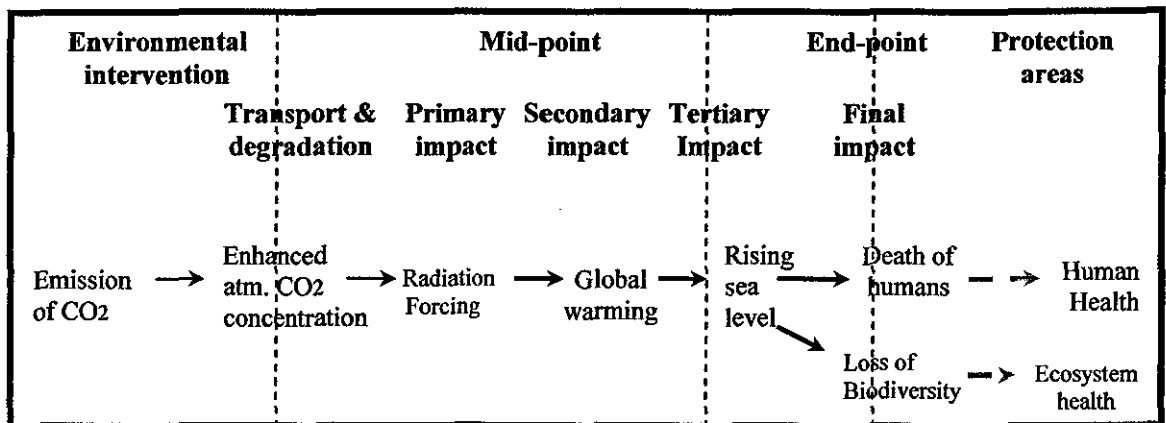 Environmental
intervention
Mid-point
End-point
Protection
areas
Transport &
degradation
Primary
impact
Secondary
impact
Tertiary
Impact
Final
impact
Emission
of CO2
Enhanced
atm. CO2
concentration
Radiation
Forcing
Global
warming
Rising
sea
level
Death of
humans
Human
Health
Loss of
Biodiversity
Ecosystem
health